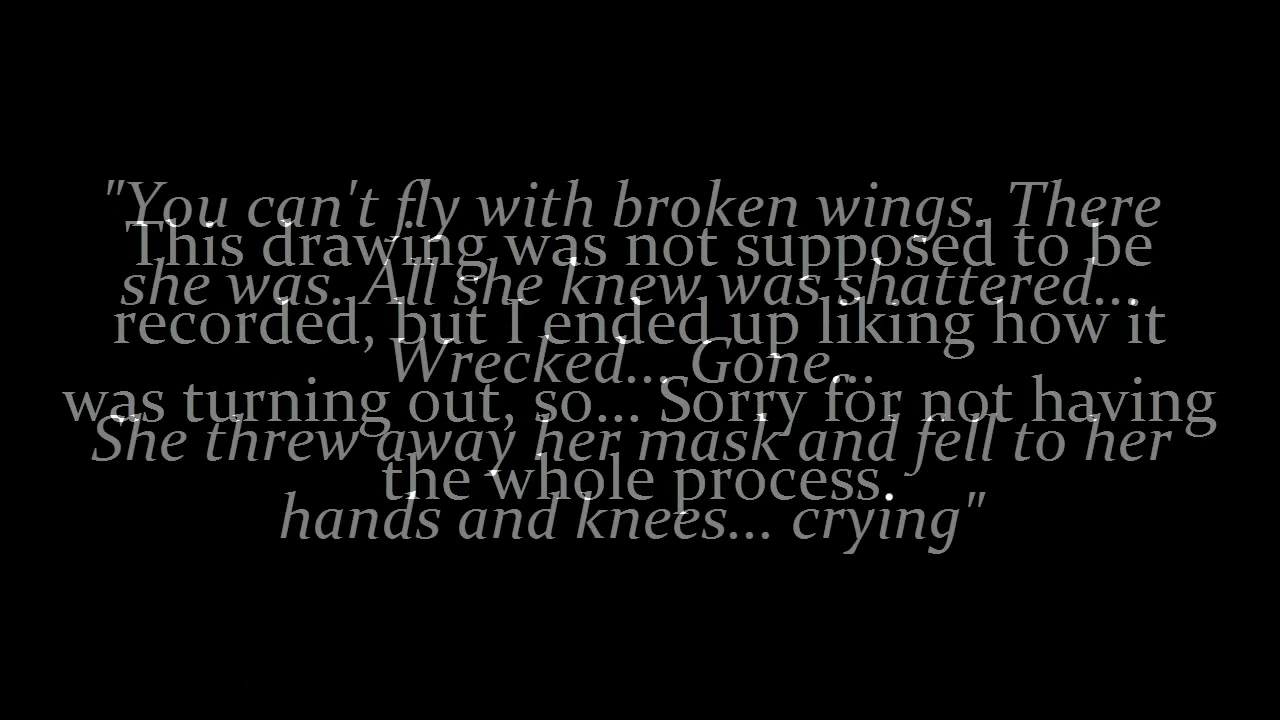 "You can't fly with broken wings. There
This drawing was not supposed to be
she was. All she knew was shattered...
recorded, but I ended up liking how it
Wrecked... Gone...
was turning out, so... Sorry for not having
She threw away her mask and fell to her
the whole process.
hands and knees... crying"